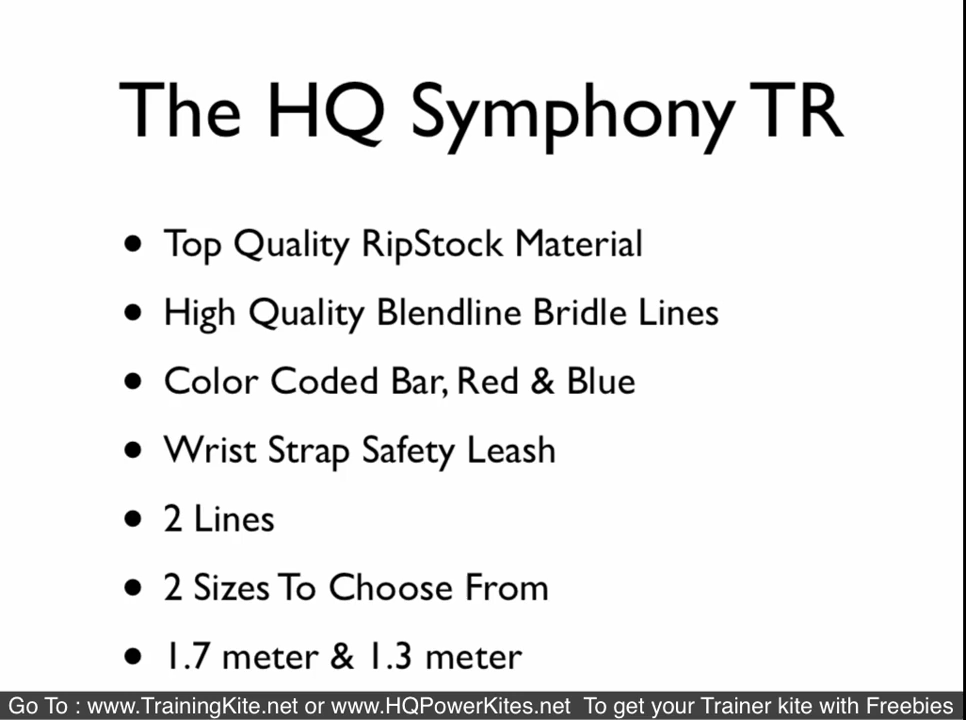 The HQ Symphony TR
• Top Quality RipStock Material
• High Quality Blendline Bridle Lines
• Color Coded Bar, Red & Blue
• Wrist Strap Safety Leash
• 2 Lines
• 2 Sizes To Choose From
• 1.7 meter & 1.3 meter
Go To : www.TrainingKite.net or www.HQPowerKites.net To get your Trainer kite with Freebies